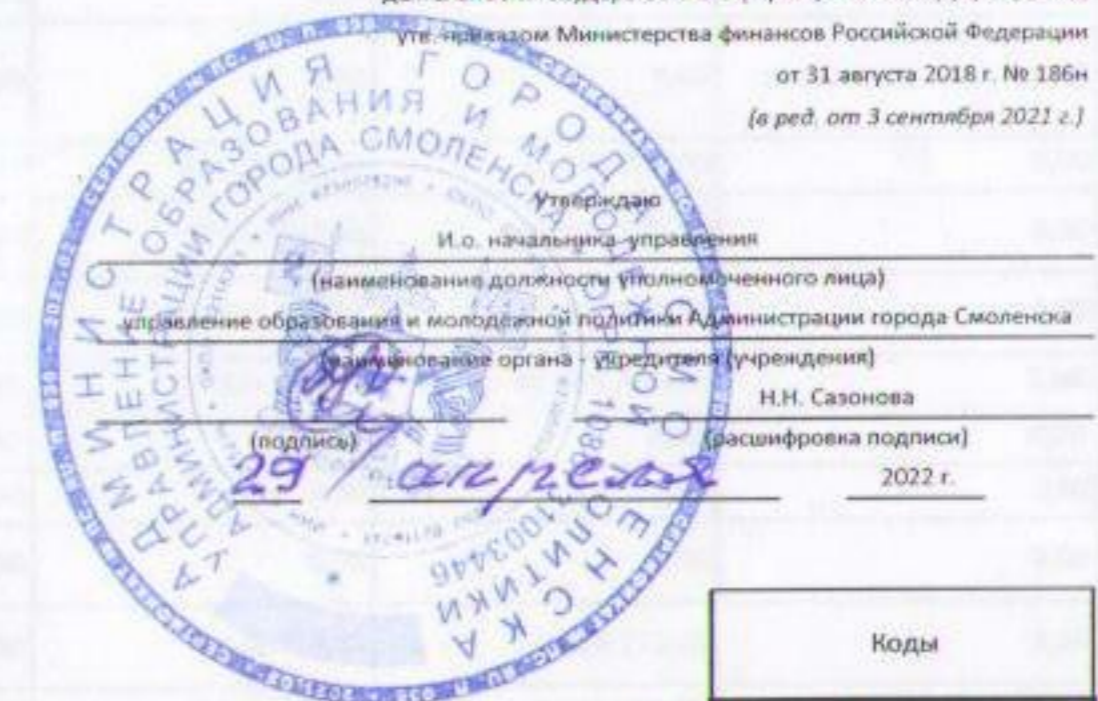 утв. приказом Министерства финансов Российской Федерации
от 31 августа 2018 г. № 186н
(в ред. от 3 сентября 2021 г.)
Утверждаю
И.о. начальника управления
(наименование должности уполномоченного лица)
управление образования и молодежной политики Администрации города Смоленска
(наименование органа - учредителя (учреждения)
Н.Н. Сазонова
(подпись) (расшифровка подписи)
29 апреля 2022 г.
Коды
АДМИНИСТРАЦИЯ ГОРОДА СМОЛЕНСКА
УПРАВЛЕНИЕ ОБРАЗОВАНИЯ И МОЛОДЕЖНОЙ ПОЛИТИКИ
АДМИНИСТРАЦИИ ГОРОДА СМОЛЕНСКА